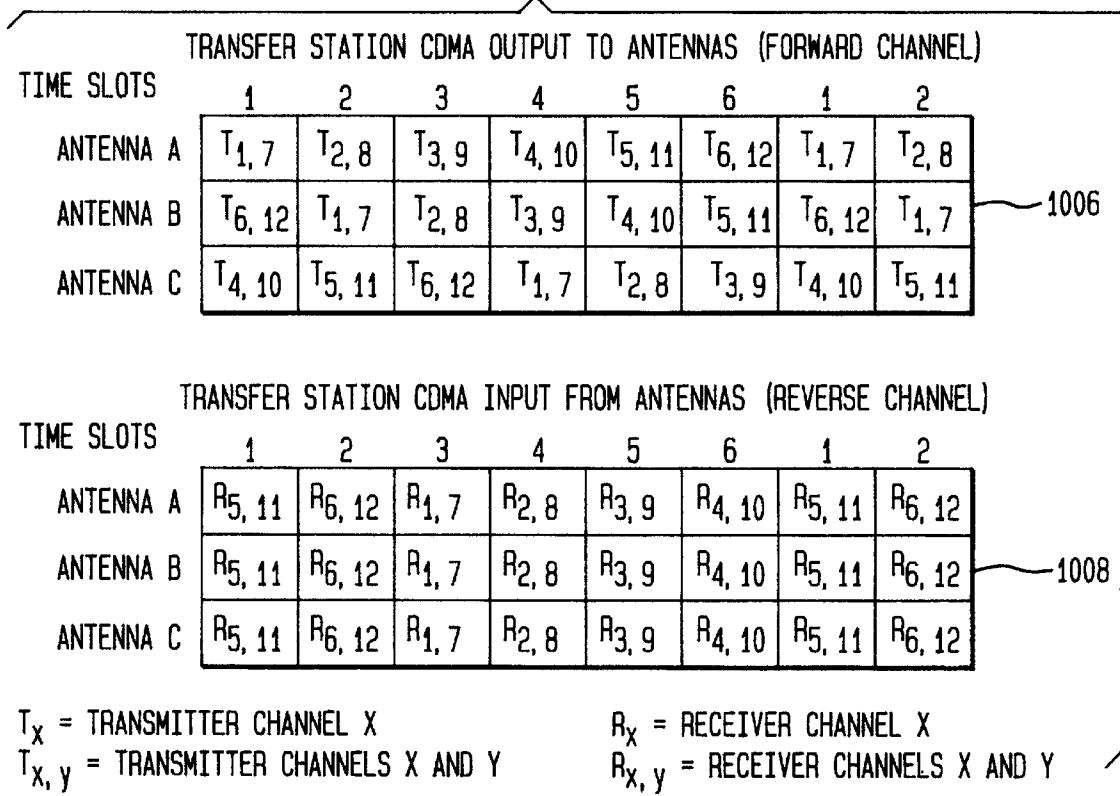 TRANSFER STATION CDMA OUTPUT TO ANTENNAS (FORWARD CHANNEL)
TIME SLOTS 1 2 3 4 5 6 1 2
ANTENNA A T1, 7 T2, 8 T3, 9 T4, 10 T5, 11 T6, 12 T1, 7 T2, 8
ANTENNA B T6, 12 T1, 7 T2, 8 T3, 9 T4, 10 T5, 11 T6, 12 T1, 7 1006
ANTENNA C T4, 10 T5, 11 T6, 12 T1, 7 T2, 8 T3, 9 T4, 10 T5, 11
TRANSFER STATION CDMA INPUT FROM ANTENNAS (REVERSE CHANNEL)
TIME SLOTS 1 2 3 4 5 6 1 2
ANTENNA A R5, 11 R6, 12 R1, 7 R2, 8 R3, 9 R4, 10 R5, 11 R6, 12
ANTENNA B R5, 11 R6, 12 R1, 7 R2, 8 R3, 9 R4, 10 R5, 11 R6, 12 1008
ANTENNA C R5, 11 R6, 12 R1, 7 R2, 8 R3, 9 R4, 10 R5, 11 R6, 12
TX = TRANSMITTER CHANNEL X RX = RECEIVER CHANNEL X
TX, y = TRANSMITTER CHANNELS X AND Y RX, y = RECEIVER CHANNELS X AND Y